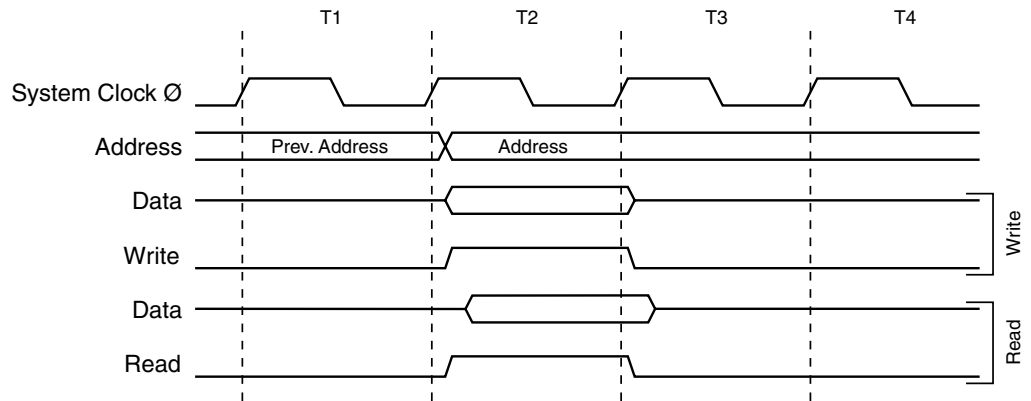 T1 T2 T3 T4
System Clock Ø
Address Prev. Address Address
Data
Write
Write
Data
Read
Read